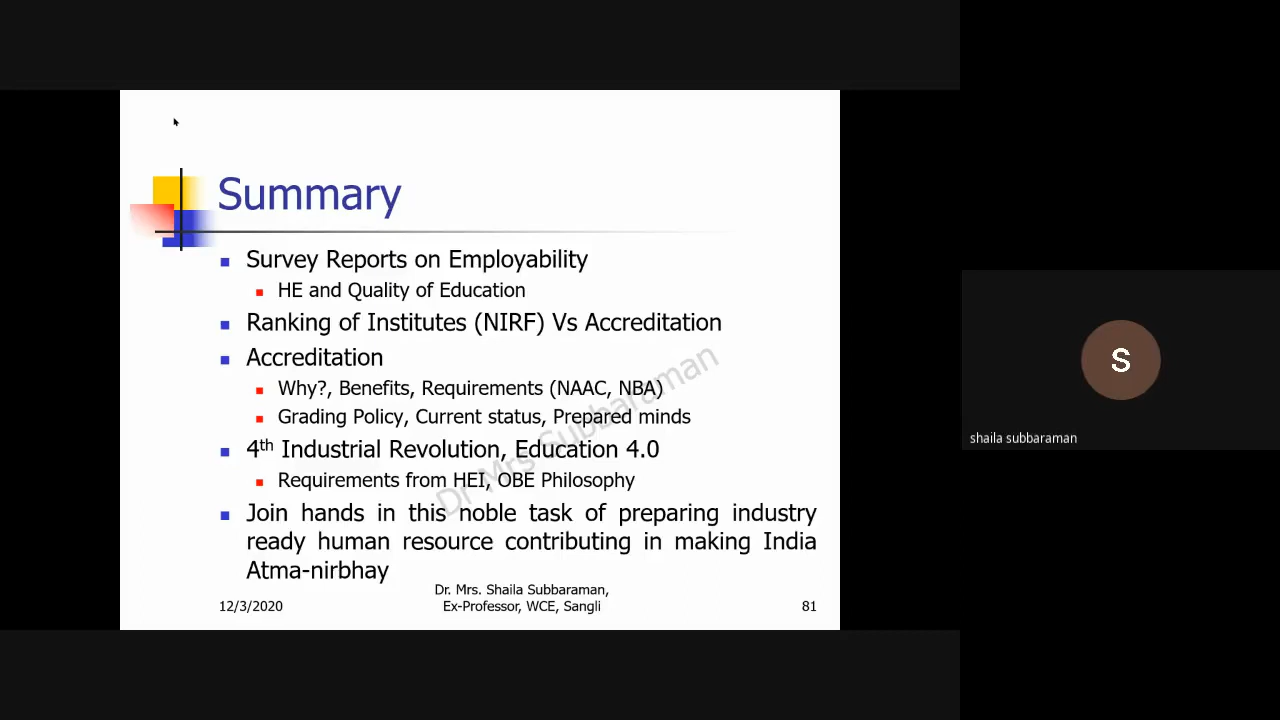 Summary
Survey Reports on Employability
HE and Quality of Education
Ranking of Institutes (NIRF) Vs Accreditation
Accreditation
Why?, Benefits, Requirements (NAAC, NBA)
Grading Policy, Current status, Prepared minds
4th Industrial Revolution, Education 4.0
Requirements from HEI, OBE Philosophy
Join hands in this noble task of preparing industry
ready human resource contributing in making India
Atma-nirbhay
Dr Mrs Subbaraman
12/3/2020
Dr. Mrs. Shaila Subbaraman,
Ex-Professor, WCE, Sangli
81
S
shaila subbaraman